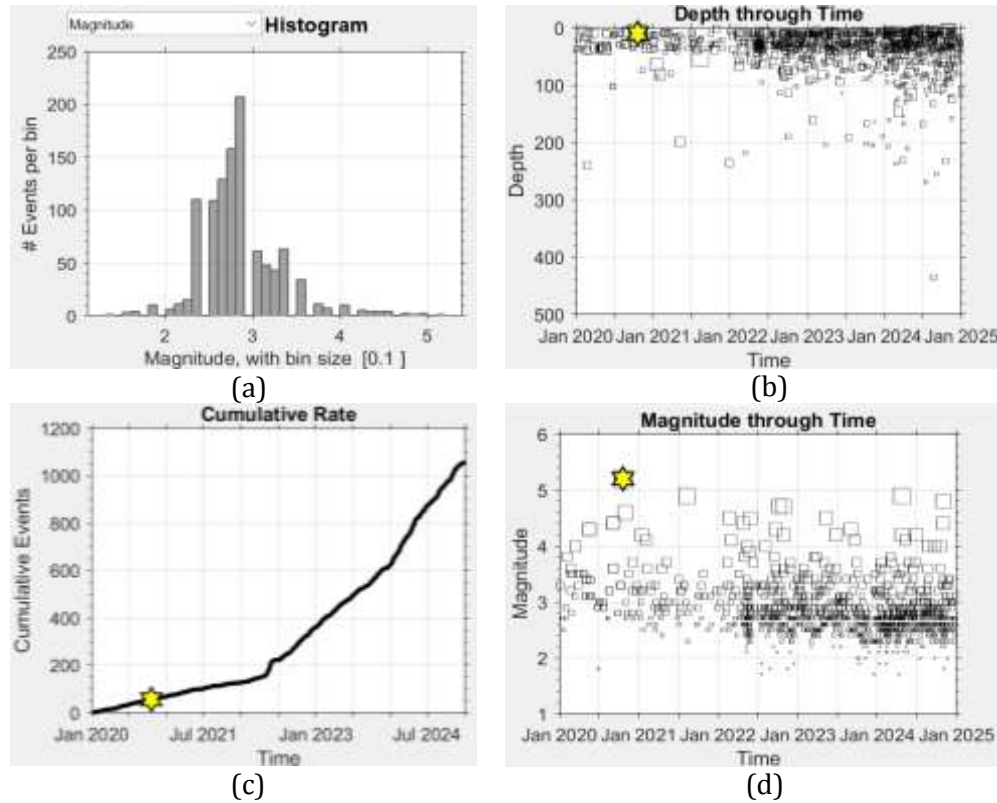 Magnitude
Histogram
# Events per bin
250
200
150
100
50
0
2 3 4 5
Magnitude, with bin size [0.1 ]
(a)
Depth through Time
Depth
0
100
200
300
400
500
Jan 2020 Jan 2021 Jan 2022 Jan 2023 Jan 2024 Jan 2025
Time
(b)
Cumulative Rate
Cumulative Events
1200
1000
800
600
400
200
0
Jan 2020 Jul 2021 Jan 2023 Jul 2024
Time
(c)
Magnitude through Time
Magnitude
6
5
4
3
2
1
Jan 2020 Jan 2021 Jan 2022 Jan 2023 Jan 2024 Jan 2025
Time
(d)